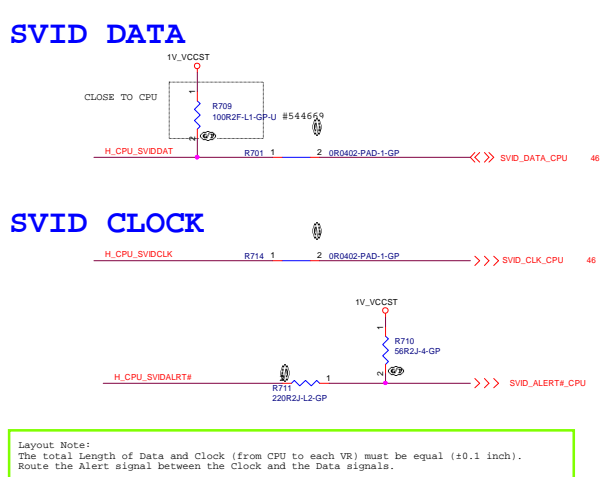 SVID DATA
1V_VCCST
CLOSE TO CPU
1
R709
100R2F-L1-GP-U
#544669
2
H_CPU_SVIDDAT
R701
1
2
0R0402-PAD-1-GP
SVID_DATA_CPU
46
SVID CLOCK
H_CPU_SVIDCLK
R714
1
2
0R0402-PAD-1-GP
SVID_CLK_CPU
46
1V_VCCST
1
R710
56R2J-4-GP
2
H_CPU_SVIDALRT#
1
R711
220R2J-L2-GP
SVID_ALERT#_CPU
Layout Note:
The total Length of Data and Clock (from CPU to each VR) must be equal (±0.1 inch).
Route the Alert signal between the Clock and the Data signals.